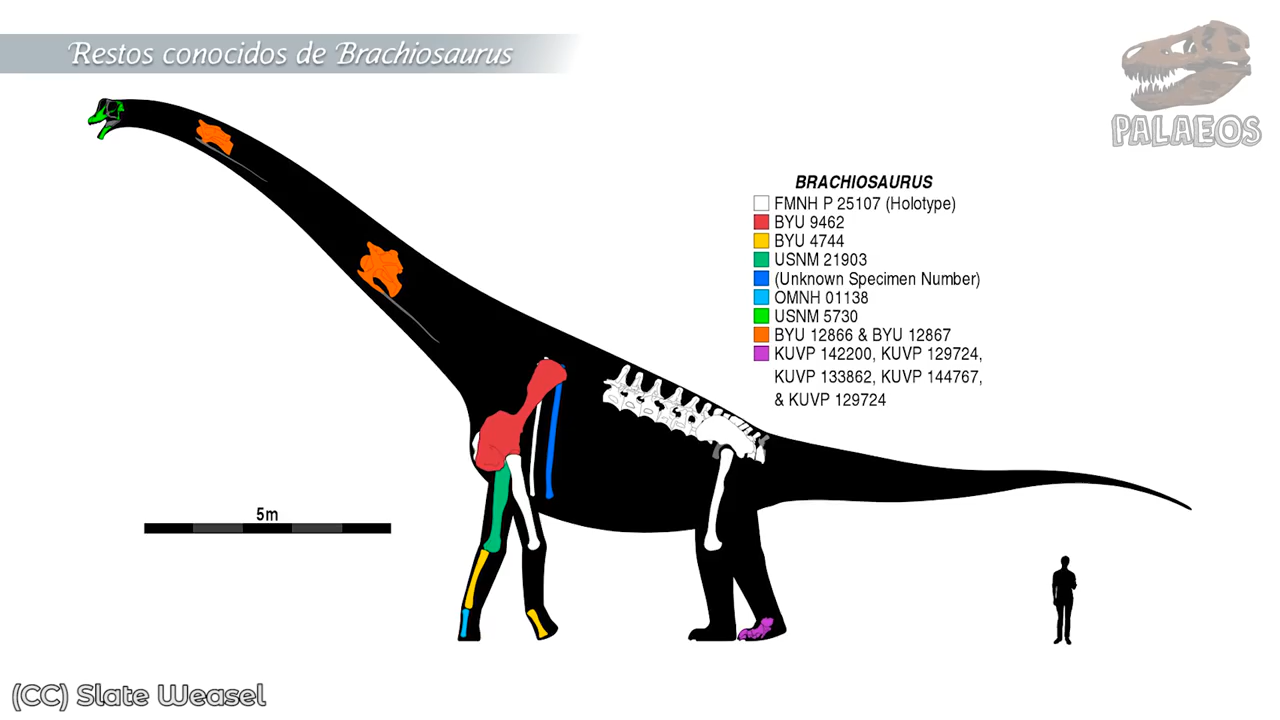 Restos conocidos de Brachiosaurus
PALAEOS
BRACHIOSAURUS
FMNH P 25107 (Holotype)
BYU 9462
BYU 4744
USNM 21903
(Unknown Specimen Number)
OMNH 01138
USNM 5730
BYU 12866 & BYU 12867
KUVP 142200, KUVP 129724,
KUVP 133862, KUVP 144767,
& KUVP 129724
5m
(CC) Slate Weasel